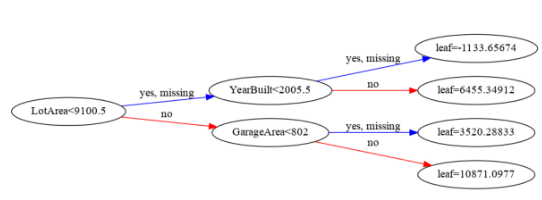 leaf=-1133.65674
yes, missing
YearBuilt<2005.5
yes, missing
no
leaf=6455.34912
LotArea<9100.5
no
GarageArea<802
yes, missing
leaf=3520.28833
no
leaf=10871.0977